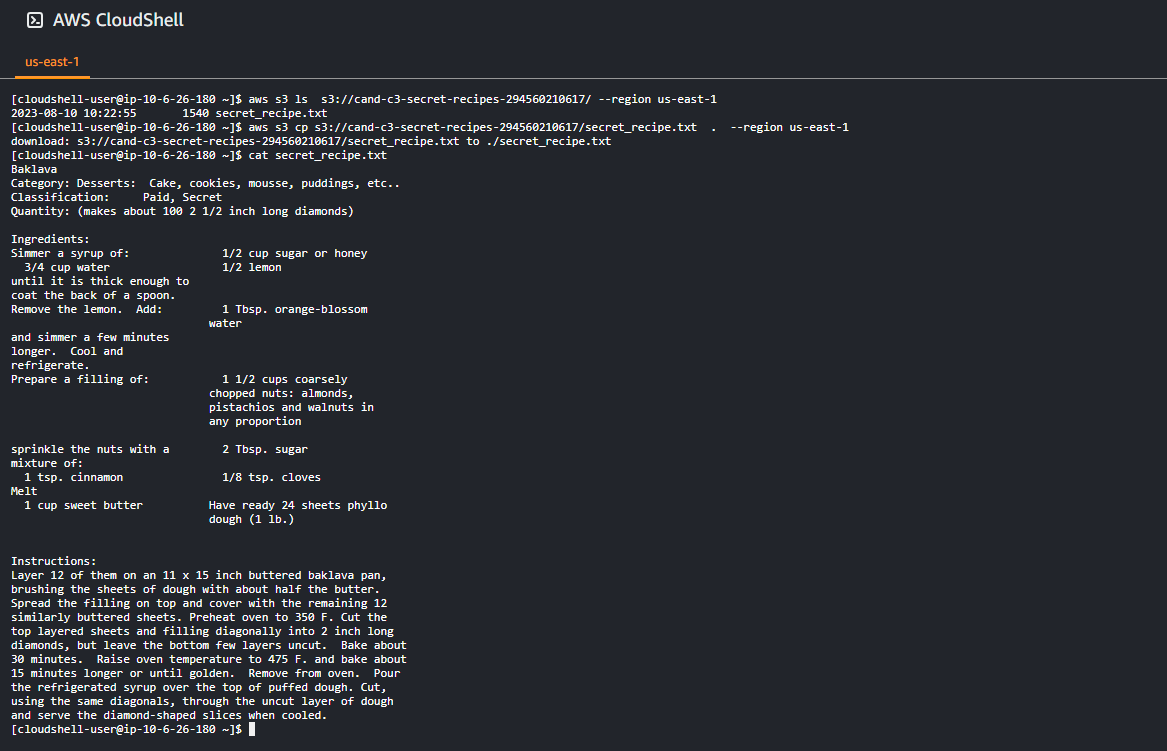 AWS CloudShell
us-east-1
[cloudshell-user@ip-10-6-26-180 ~]$ aws s3 ls  s3://cand-c3-secret-recipes-294560210617/ --region us-east-1
2023-08-10 10:22:55       1540 secret_recipe.txt
[cloudshell-user@ip-10-6-26-180 ~]$ aws s3 cp s3://cand-c3-secret-recipes-294560210617/secret_recipe.txt  .  --region us-east-1
download: s3://cand-c3-secret-recipes-294560210617/secret_recipe.txt to ./secret_recipe.txt
[cloudshell-user@ip-10-6-26-180 ~]$ cat secret_recipe.txt
Baklava
Category: Desserts:  Cake, cookies, mousse, puddings, etc..
Classification:     Paid, Secret
Quantity: (makes about 100 2 1/2 inch long diamonds)

Ingredients:
Simmer a syrup of:              1/2 cup sugar or honey
  3/4 cup water                 1/2 lemon
until it is thick enough to
coat the back of a spoon.
Remove the lemon.  Add:         1 Tbsp. orange-blossom
                              water
and simmer a few minutes
longer.  Cool and
refrigerate.
Prepare a filling of:           1 1/2 cups coarsely
                              chopped nuts: almonds,
                              pistachios and walnuts in
                              any proportion

sprinkle the nuts with a        2 Tbsp. sugar
mixture of:
  1 tsp. cinnamon               1/8 tsp. cloves
Melt
  1 cup sweet butter          Have ready 24 sheets phyllo
                              dough (1 lb.)

Instructions:
Layer 12 of them on an 11 x 15 inch buttered baklava pan,
brushing the sheets of dough with about half the butter.
Spread the filling on top and cover with the remaining 12
similarly buttered sheets. Preheat oven to 350 F. Cut the
top layered sheets and filling diagonally into 2 inch long
diamonds, but leave the bottom few layers uncut.  Bake about
30 minutes.  Raise oven temperature to 475 F. and bake about
15 minutes longer or until golden.  Remove from oven.  Pour
the refrigerated syrup over the top of puffed dough. Cut,
using the same diagonals, through the uncut layer of dough
and serve the diamond-shaped slices when cooled.
[cloudshell-user@ip-10-6-26-180 ~]$